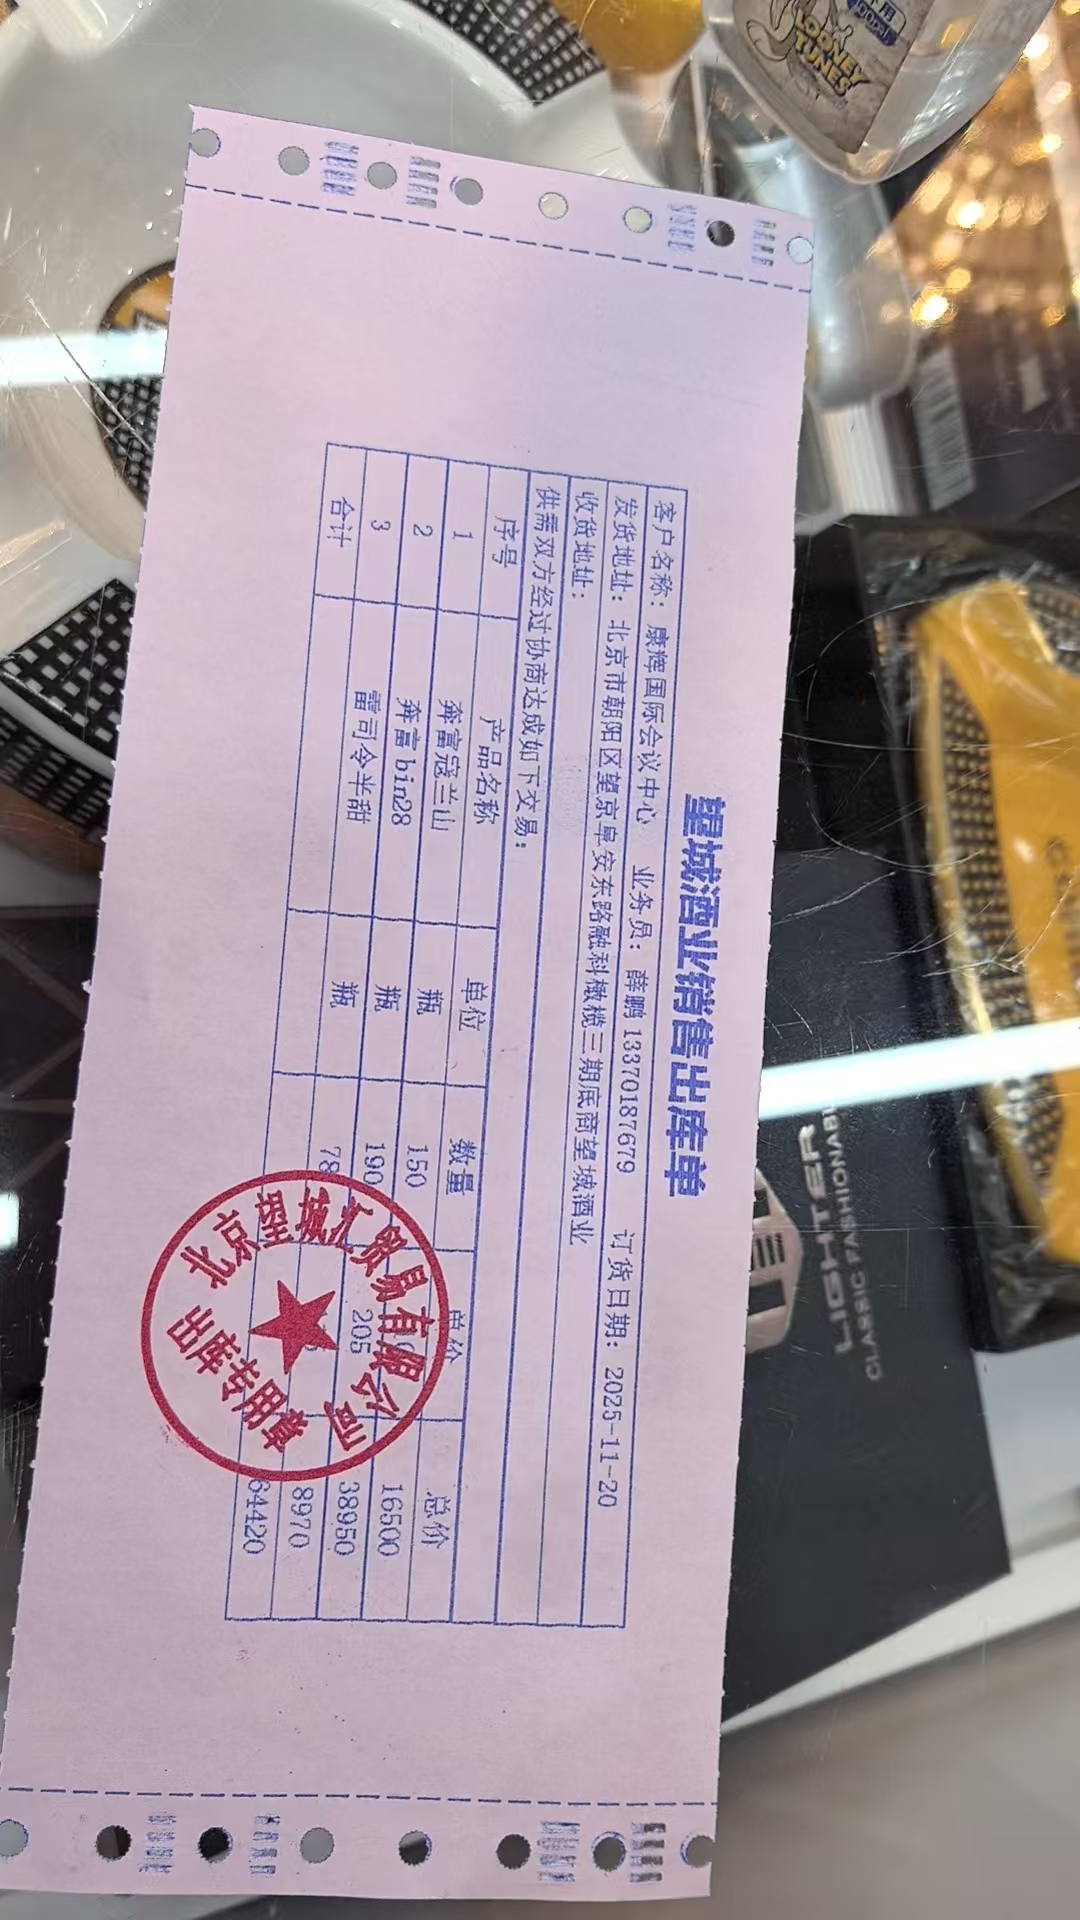 望城酒业销售出库单
客户名称：康辉国际会议中心 业务员：薛鹏 13370187679 订货日期：2025-11-20
发货地址：北京市朝阳区望京阜安东路融科橄榄三期底商望城酒业
收货地址：
供需双方经过协商达成如下交易：
序号 产品名称 单位 数量 单价 总价
1 奔富寇兰山 瓶 150 16500
2 奔富bin28 瓶 190 205 38950
3 雷司令半甜 瓶 78 8970
合计 64420
北京望城汇贸易有限公司
出库专用章
LOONEY
TUNES
LIGHTER